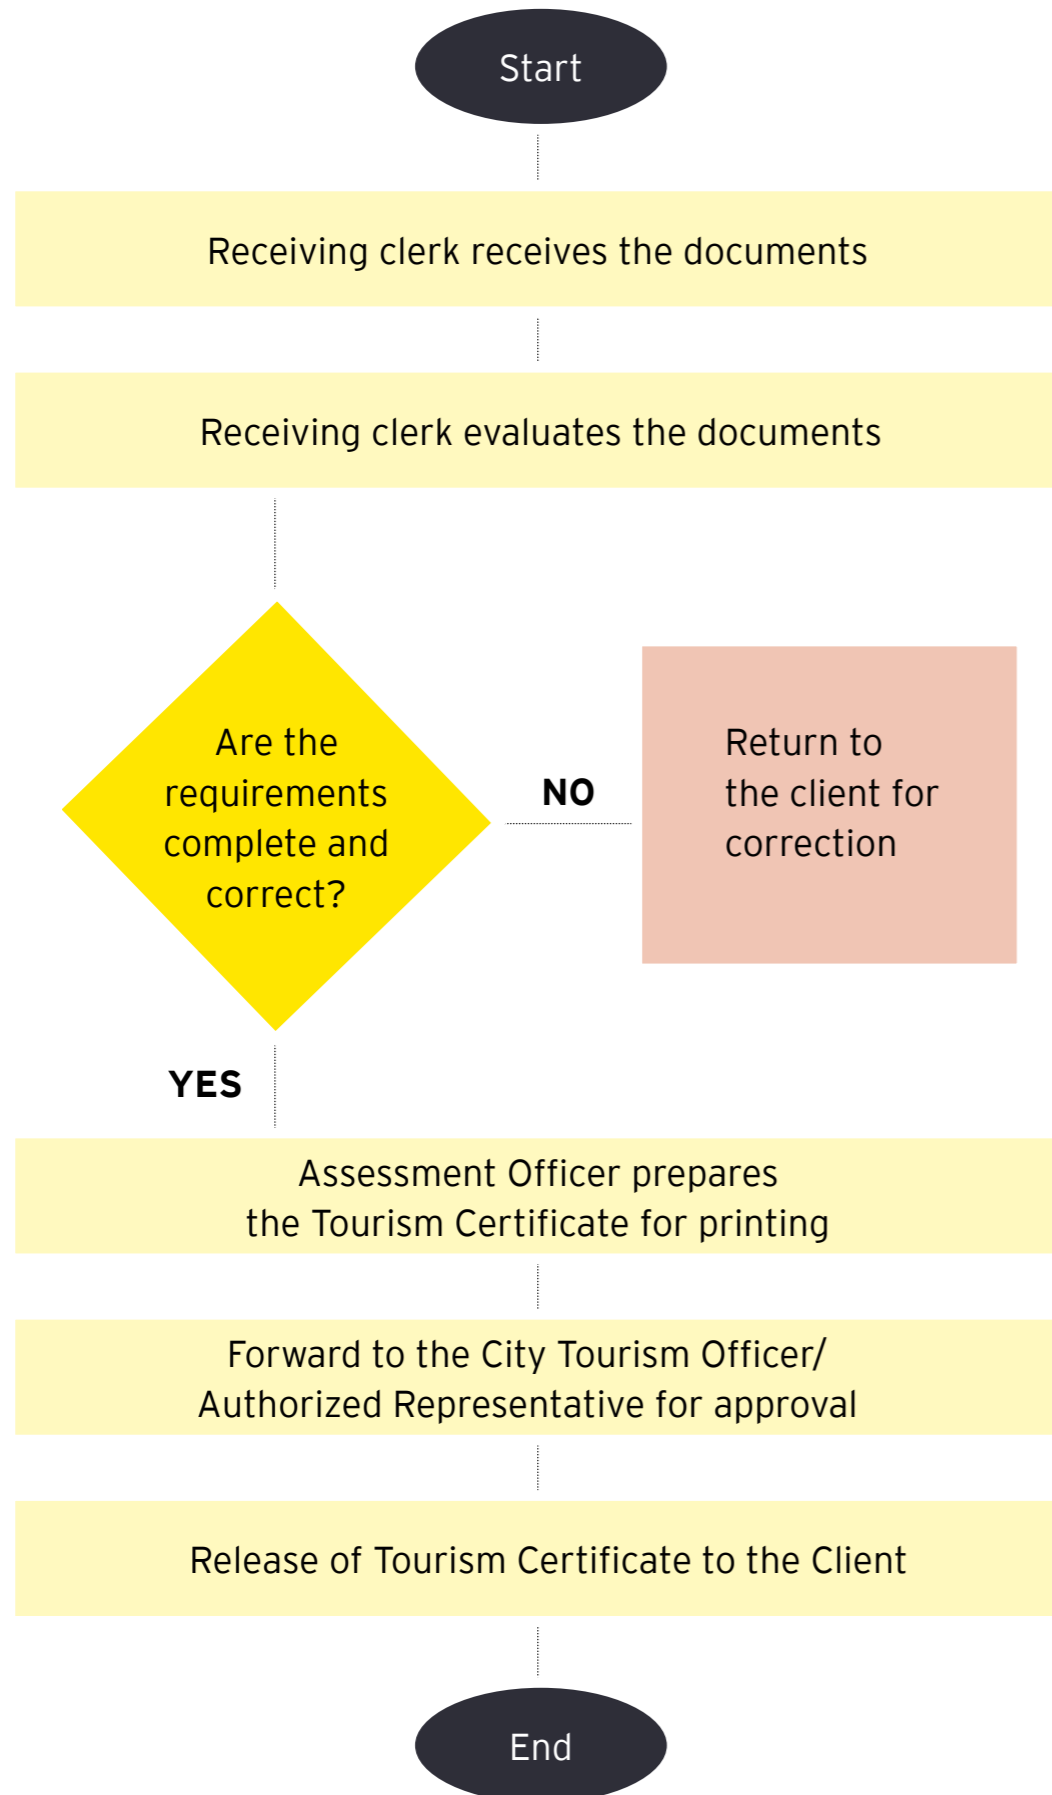 Start
Receiving clerk receives the documents
Receiving clerk evaluates the documents
Are the
requirements
complete and
correct?
NO
Return to
the client for
correction
YES
Assessment Officer prepares
the Tourism Certificate for printing
Forward to the City Tourism Officer/
Authorized Representative for approval
Release of Tourism Certificate to the Client
End